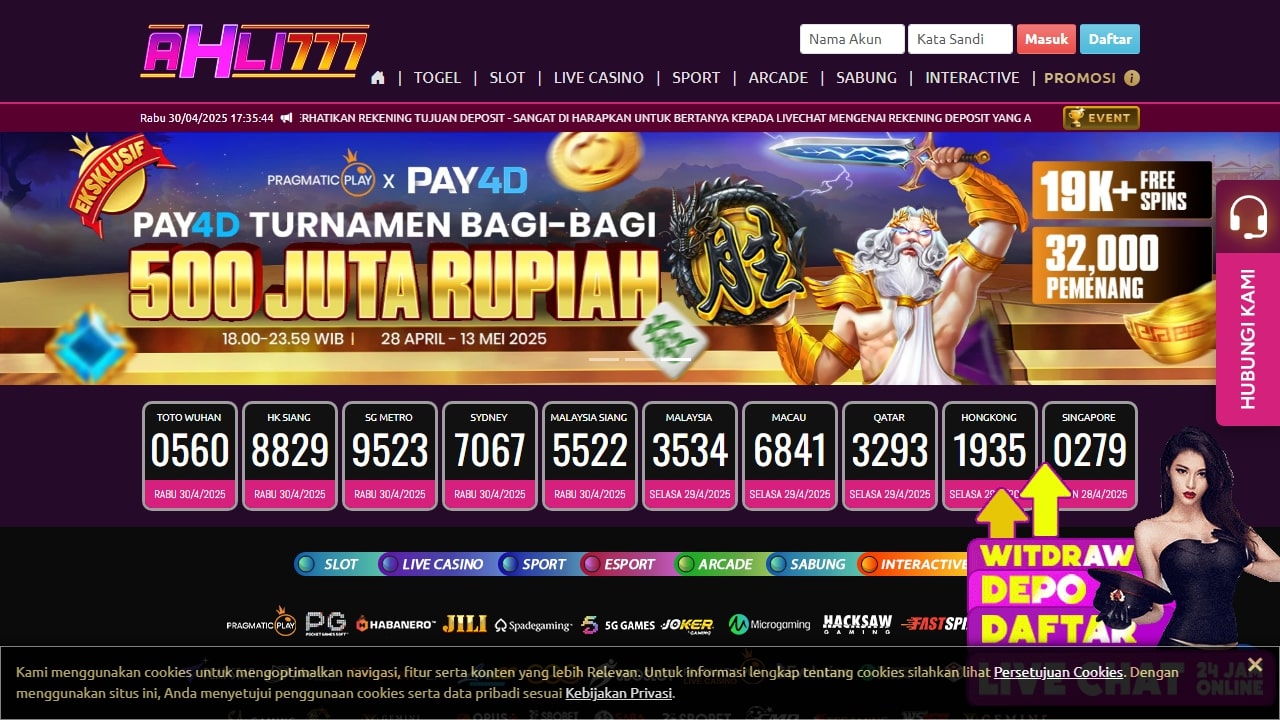 AHLI777
Nama Akun
Kata Sandi
Masuk
Daftar
TOGEL | SLOT | LIVE CASINO | SPORT | ARCADE | SABUNG | INTERACTIVE | PROMOSI i
Rabu 30/04/2025 17:35:44
ERHATIKAN REKENING TUJUAN DEPOSIT - SANGAT DI HARAPKAN UNTUK BERTANYA KEPADA LIVECHAT MENGENAI REKENING DEPOSIT YANG A
EVENT
EKSKLUSIF
PRAGMATIC PLAY X PAY4D
PAY4D TURNAMEN BAGI-BAGI
500 JUTA RUPIAH
18.00-23.59 WIB | 28 APRIL - 13 MEI 2025
胜
發
19K+ FREE SPINS
32,000 PEMENANG
HUBUNGI KAMI
TOTO WUHAN
0560
RABU 30/4/2025
HK SIANG
8829
RABU 30/4/2025
SG METRO
9523
RABU 30/4/2025
SYDNEY
7067
RABU 30/4/2025
MALAYSIA SIANG
5522
RABU 30/4/2025
MALAYSIA
3534
SELASA 29/4/2025
MACAU
6841
SELASA 29/4/2025
QATAR
3293
SELASA 29/4/2025
HONGKONG
1935
SELASA
SINGAPORE
0279
28/4/2025
SLOT
LIVE CASINO
SPORT
ESPORT
ARCADE
SABUNG
INTERACTIVE
WITDRAW
DEPO
DAFTAR
LIVE CHAT 24 JAM ONLINE
PRAGMATIC PLAY
PG POCKET GAMES SOFT
HABANERO
JILI
Spadegaming
5G GAMES
JOKER GAMING
Microgaming
HACKSAW GAMING
FASTSPI
Kami menggunakan cookies untuk mengoptimalkan navigasi, fitur serta konten yang lebih Relevan. Untuk informasi lengkap tentang cookies silahkan lihat Persetujuan Cookies. Dengan
menggunakan situs ini, Anda menyetujui penggunaan cookies serta data pribadi sesuai Kebijakan Privasi.